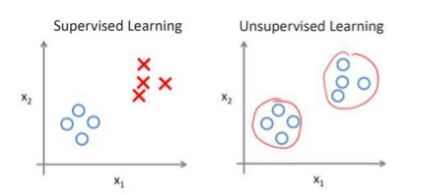 Supervised Learning
x₂
x₁
Unsupervised Learning
x₂
x₁